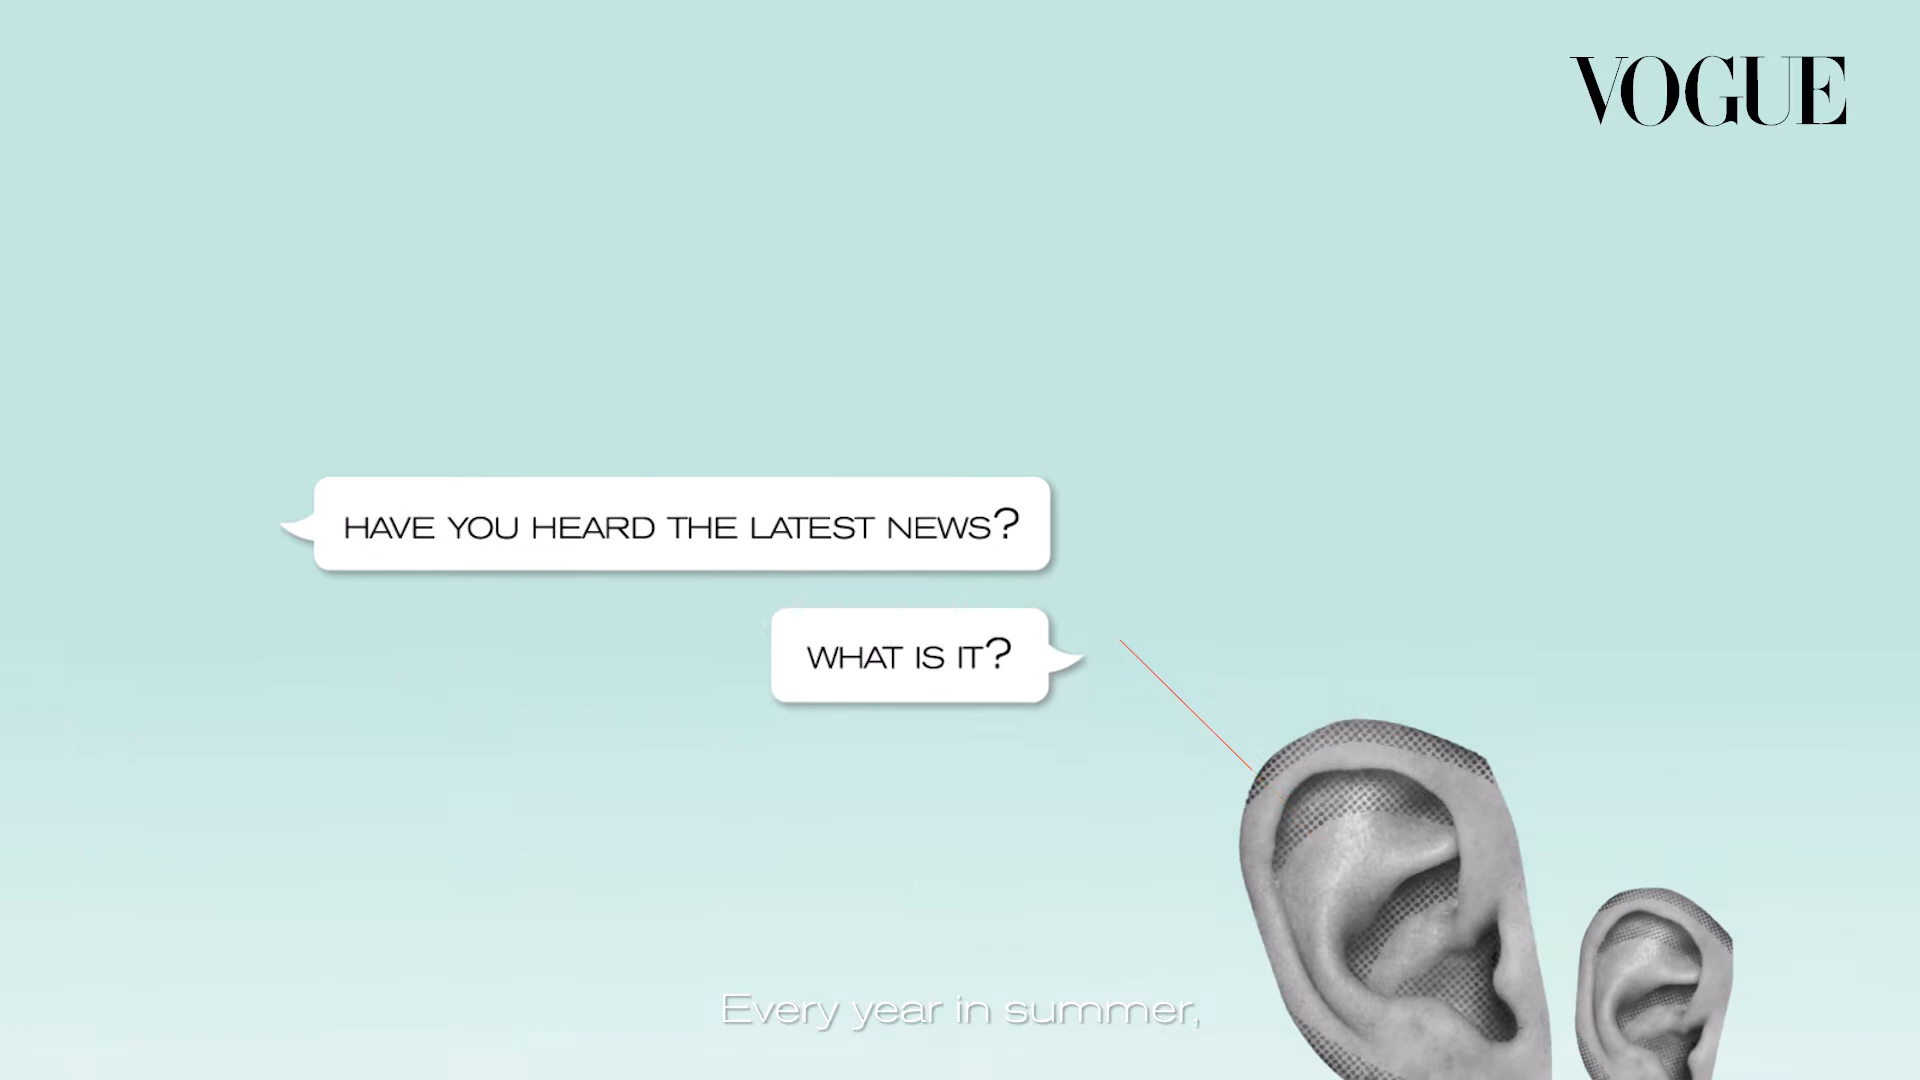 VOGUE
HAVE YOU HEARD THE LATEST NEWS?
WHAT IS IT?
Every year in summer,